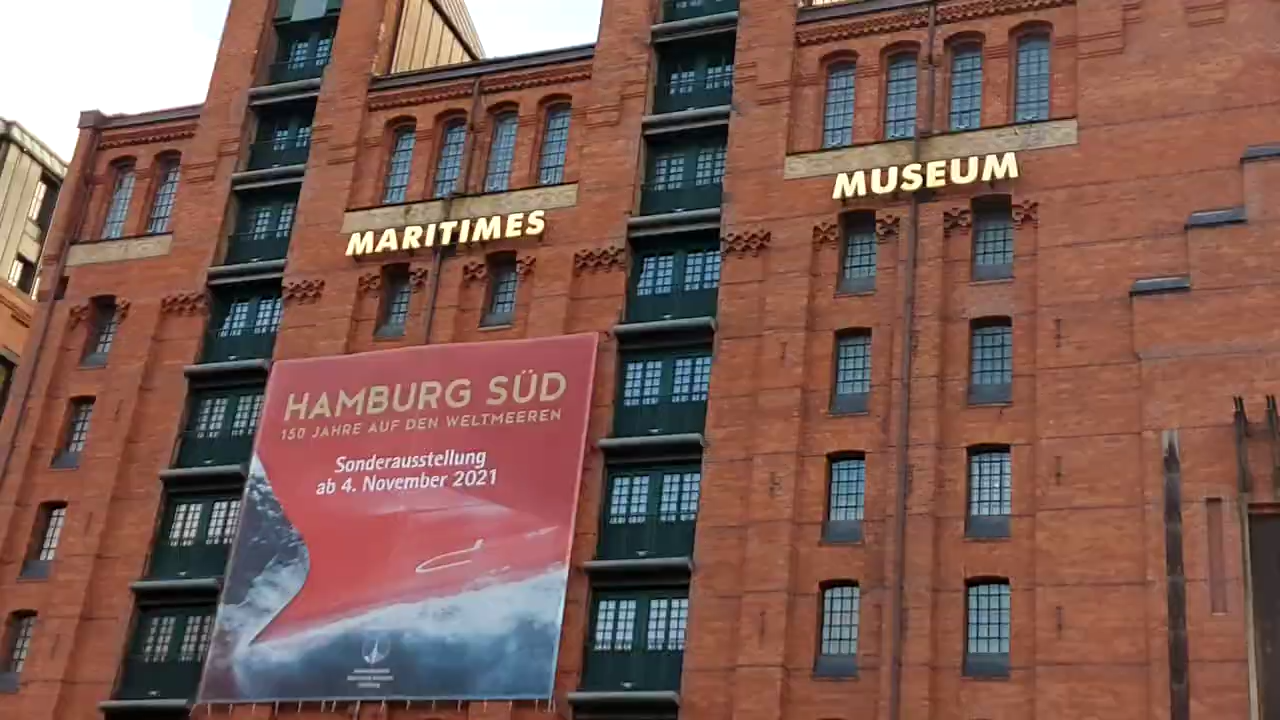 MARITIMES
MUSEUM
HAMBURG SÜD
150 JAHRE AUF DEN WELTMEEREN
Sonderausstellung
ab 4. November 2021